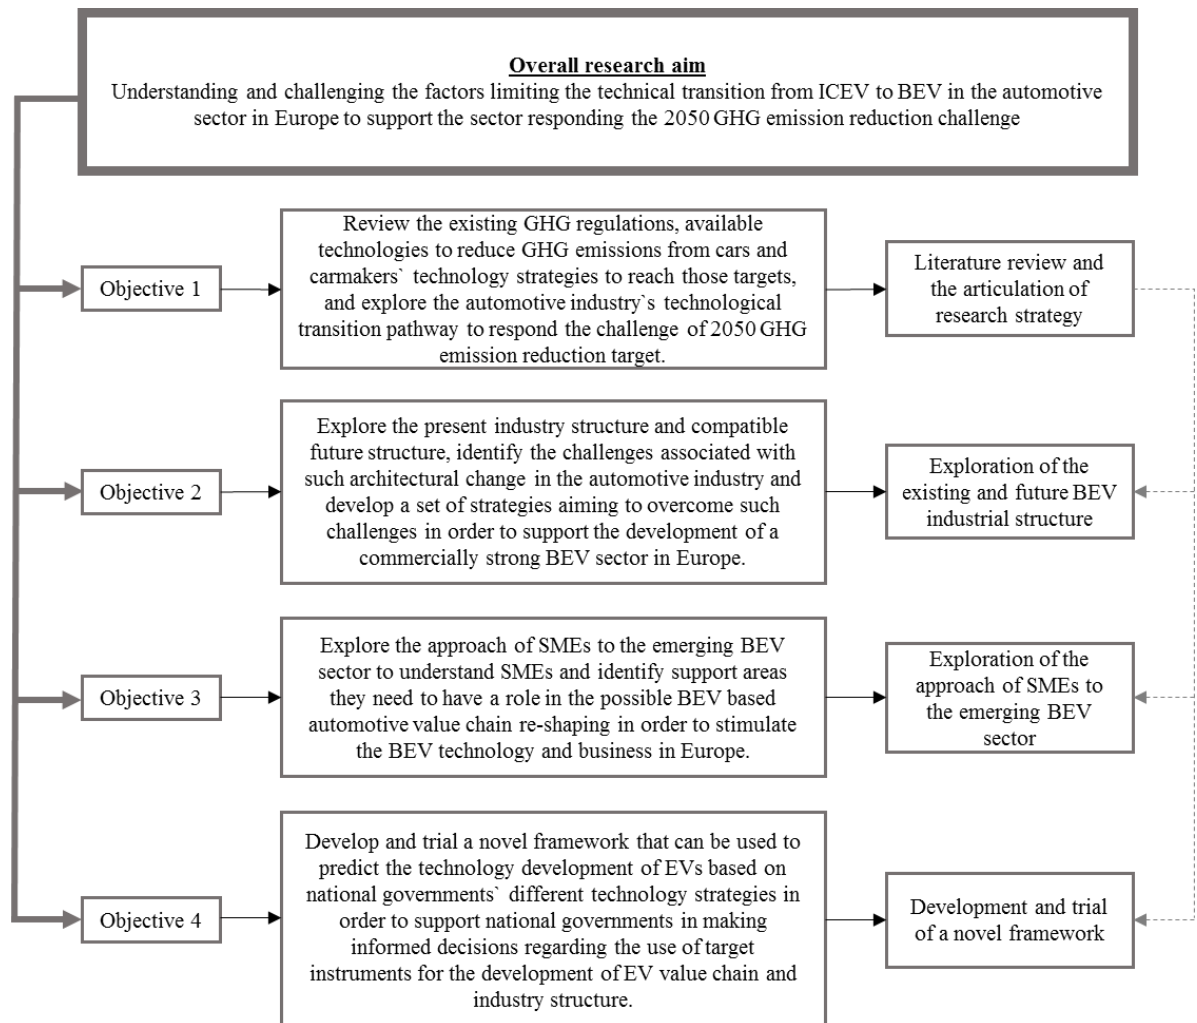 Overall research aim
Understanding and challenging the factors limiting the technical transition from ICEV to BEV in the automotive
sector in Europe to support the sector responding the 2050 GHG emission reduction challenge
Objective 1
Review the existing GHG regulations, available
technologies to reduce GHG emissions from cars and
carmakers` technology strategies to reach those targets,
and explore the automotive industry`s technological
transition pathway to respond the challenge of 2050 GHG
emission reduction target.
Literature review and
the articulation of
research strategy
Objective 2
Explore the present industry structure and compatible
future structure, identify the challenges associated with
such architectural change in the automotive industry and
develop a set of strategies aiming to overcome such
challenges in order to support the development of a
commercially strong BEV sector in Europe.
Exploration of the
existing and future BEV
industrial structure
Objective 3
Explore the approach of SMEs to the emerging BEV
sector to understand SMEs and identify support areas
they need to have a role in the possible BEV based
automotive value chain re-shaping in order to stimulate
the BEV technology and business in Europe.
Exploration of the
approach of SMEs to
the emerging BEV
sector
Objective 4
Develop and trial a novel framework that can be used to
predict the technology development of EVs based on
national governments` different technology strategies in
order to support national governments in making
informed decisions regarding the use of target
instruments for the development of EV value chain and
industry structure.
Development and trial
of a novel framework